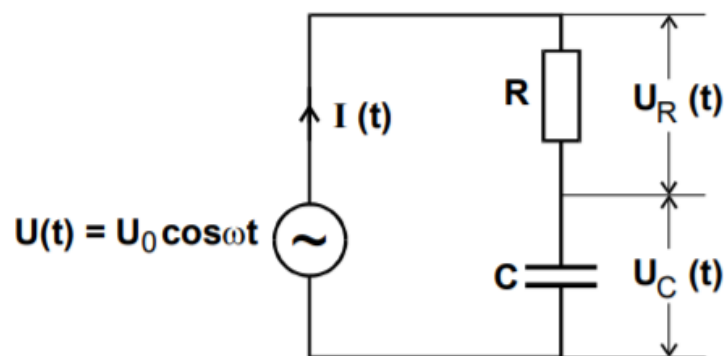 R
U_R (t)
I (t)
U(t) = U_0 cosωt
~
C
U_C (t)